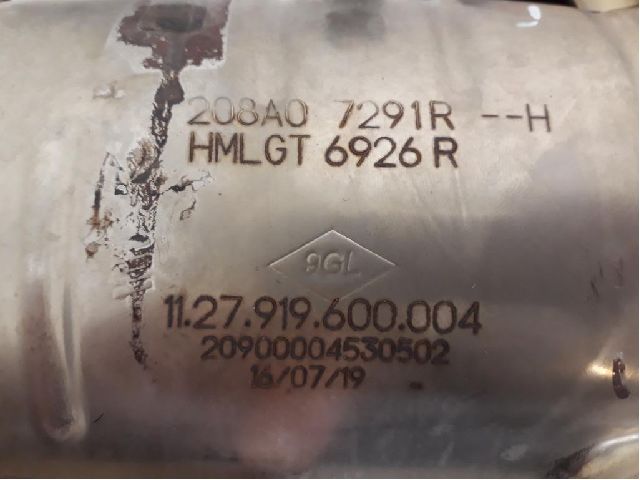 208A0 7291R --H
HMLGT 6926 R
9GL
11.27.919.600.004
20900004530502
16/07/19